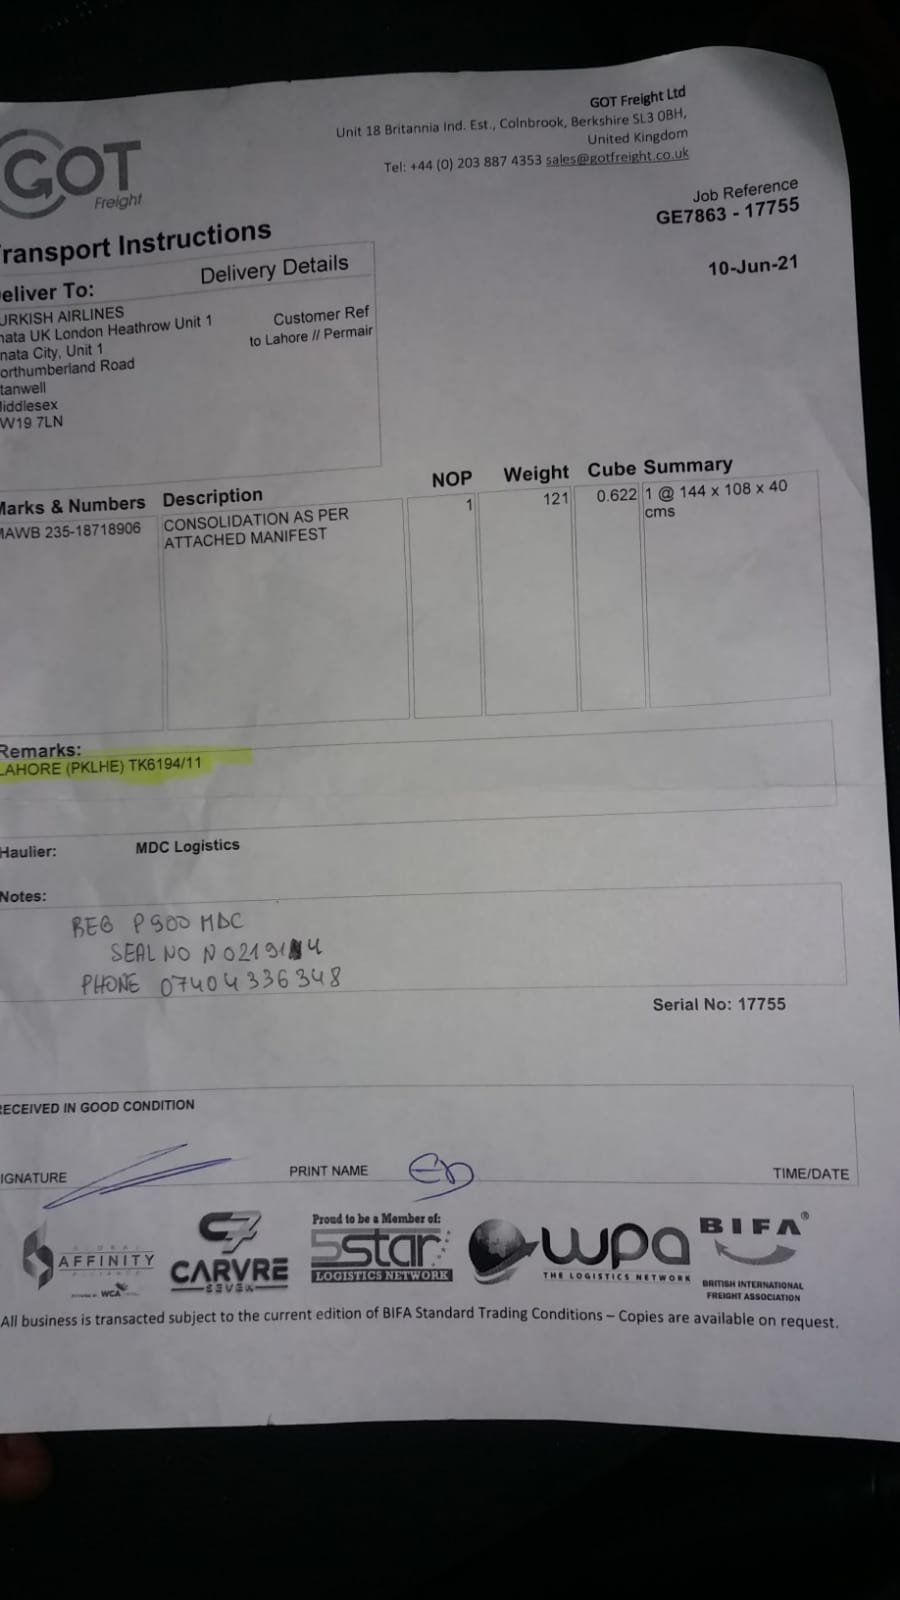 GOT
Freight
GOT Freight Ltd
Unit 18 Britannia Ind. Est., Colnbrook, Berkshire SL3 0BH,
United Kingdom
Tel: +44 (0) 203 887 4353 sales@gotfreight.co.uk
Job Reference
GE7863 - 17755
10-Jun-21
ransport Instructions
eliver To:
Delivery Details
URKISH AIRLINES
nata UK London Heathrow Unit 1
nata City, Unit 1
orthumberland Road
tanwell
iddlesex
W19 7LN
Customer Ref
to Lahore // Permair
Marks & Numbers Description NOP Weight Cube Summary
MAWB 235-18718906 CONSOLIDATION AS PER 1 121 0.622 1 @ 144 x 108 x 40
ATTACHED MANIFEST cms
Remarks:
LAHORE (PKLHE) TK6194/11
Haulier: MDC Logistics
Notes:
REG P900 MDC
SEAL NO
PHONE 07404336348
Serial No: 17755
RECEIVED IN GOOD CONDITION
IGNATURE PRINT NAME TIME/DATE
GLOBAL
AFFINITY
ALLIANCE
WCA
C7
CARVRE
SEVEN
Proud to be a Member of:
5star
LOGISTICS NETWORK
wpa
THE LOGISTICS NETWORK
BIFA®
BRITISH INTERNATIONAL
FREIGHT ASSOCIATION
All business is transacted subject to the current edition of BIFA Standard Trading Conditions – Copies are available on request.